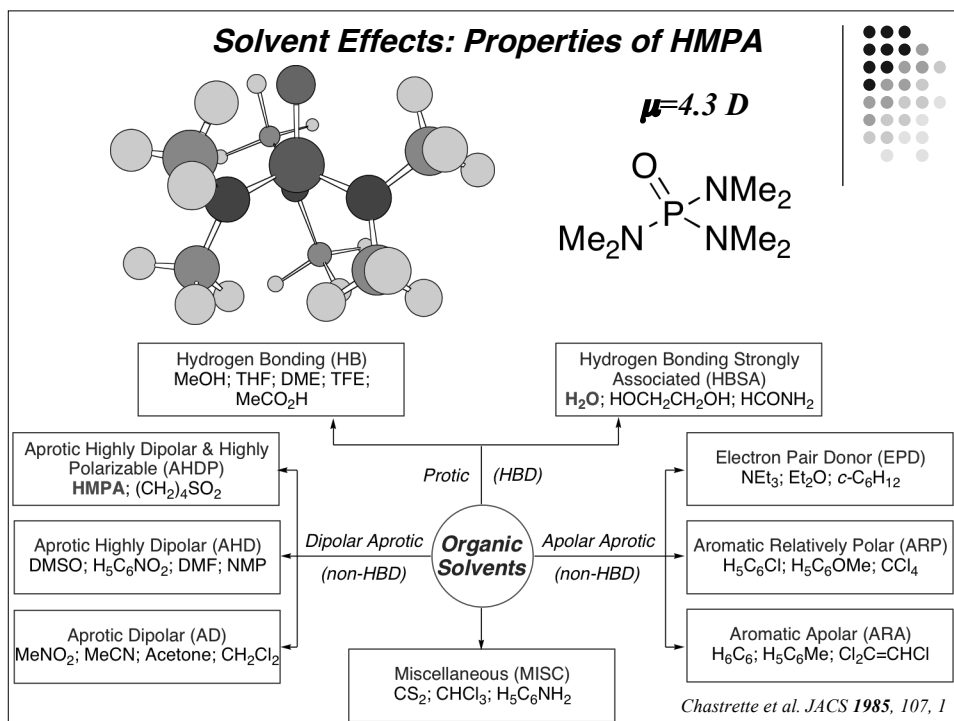 Solvent Effects: Properties of HMPA
μ=4.3 D
O
P
NMe₂
Me₂N
NMe₂
Hydrogen Bonding (HB)
MeOH; THF; DME; TFE;
MeCO₂H
Hydrogen Bonding Strongly
Associated (HBSA)
H₂O; HOCH₂CH₂OH; HCONH₂
Aprotic Highly Dipolar & Highly
Polarizable (AHDP)
HMPA; (CH₂)₄SO₂
Protic (HBD)
Electron Pair Donor (EPD)
NEt₃; Et₂O; c-C₆H₁₂
Aprotic Highly Dipolar (AHD)
DMSO; H₅C₆NO₂; DMF; NMP
Dipolar Aprotic
(non-HBD)
Organic
Solvents
Apolar Aprotic
(non-HBD)
Aromatic Relatively Polar (ARP)
H₅C₆Cl; H₅C₆OMe; CCl₄
Aprotic Dipolar (AD)
MeNO₂; MeCN; Acetone; CH₂Cl₂
Aromatic Apolar (ARA)
H₆C₆; H₅C₆Me; Cl₂C=CHCl
Miscellaneous (MISC)
CS₂; CHCl₃; H₅C₆NH₂
Chastrette et al. JACS 1985, 107, 1